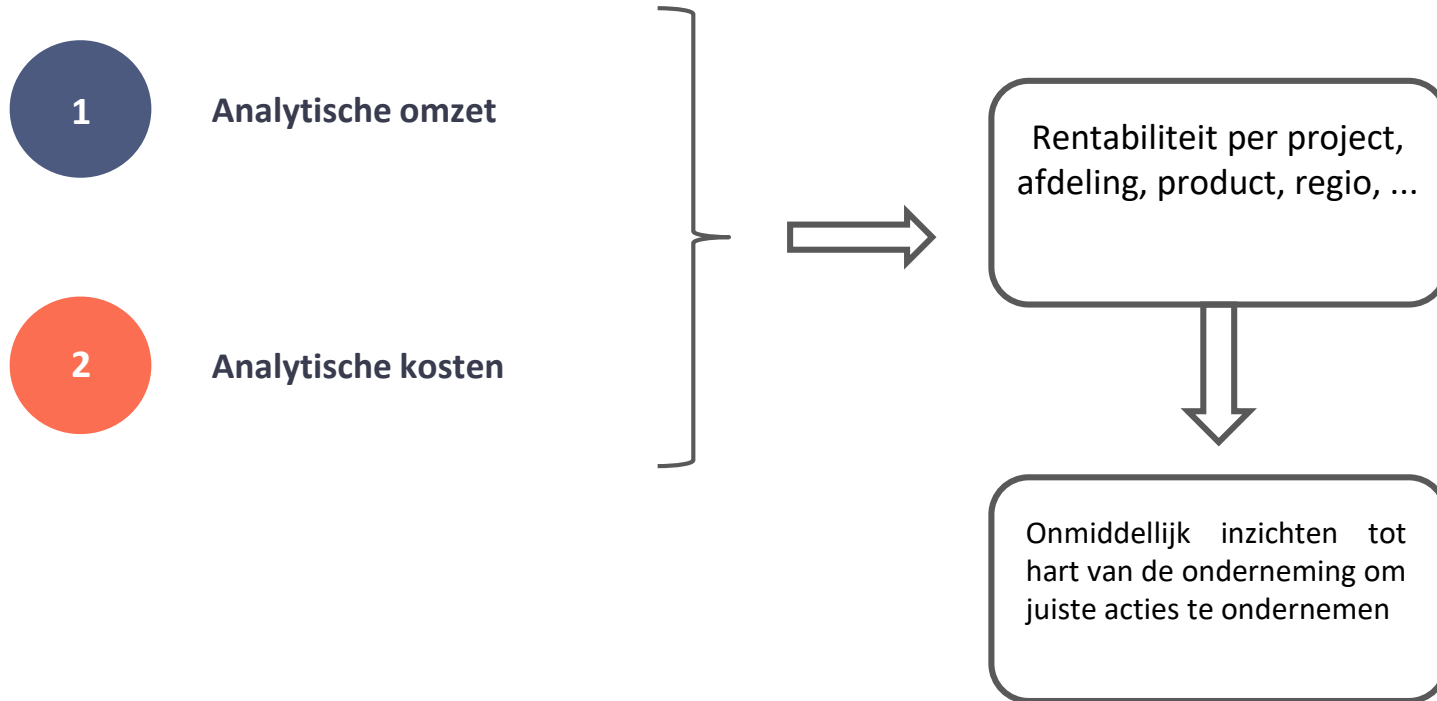 1
Analytische omzet
2
Analytische kosten
Rentabiliteit per project,
afdeling, product, regio, ...
Onmiddellijk inzichten tot
hart van de onderneming om
juiste acties te ondernemen